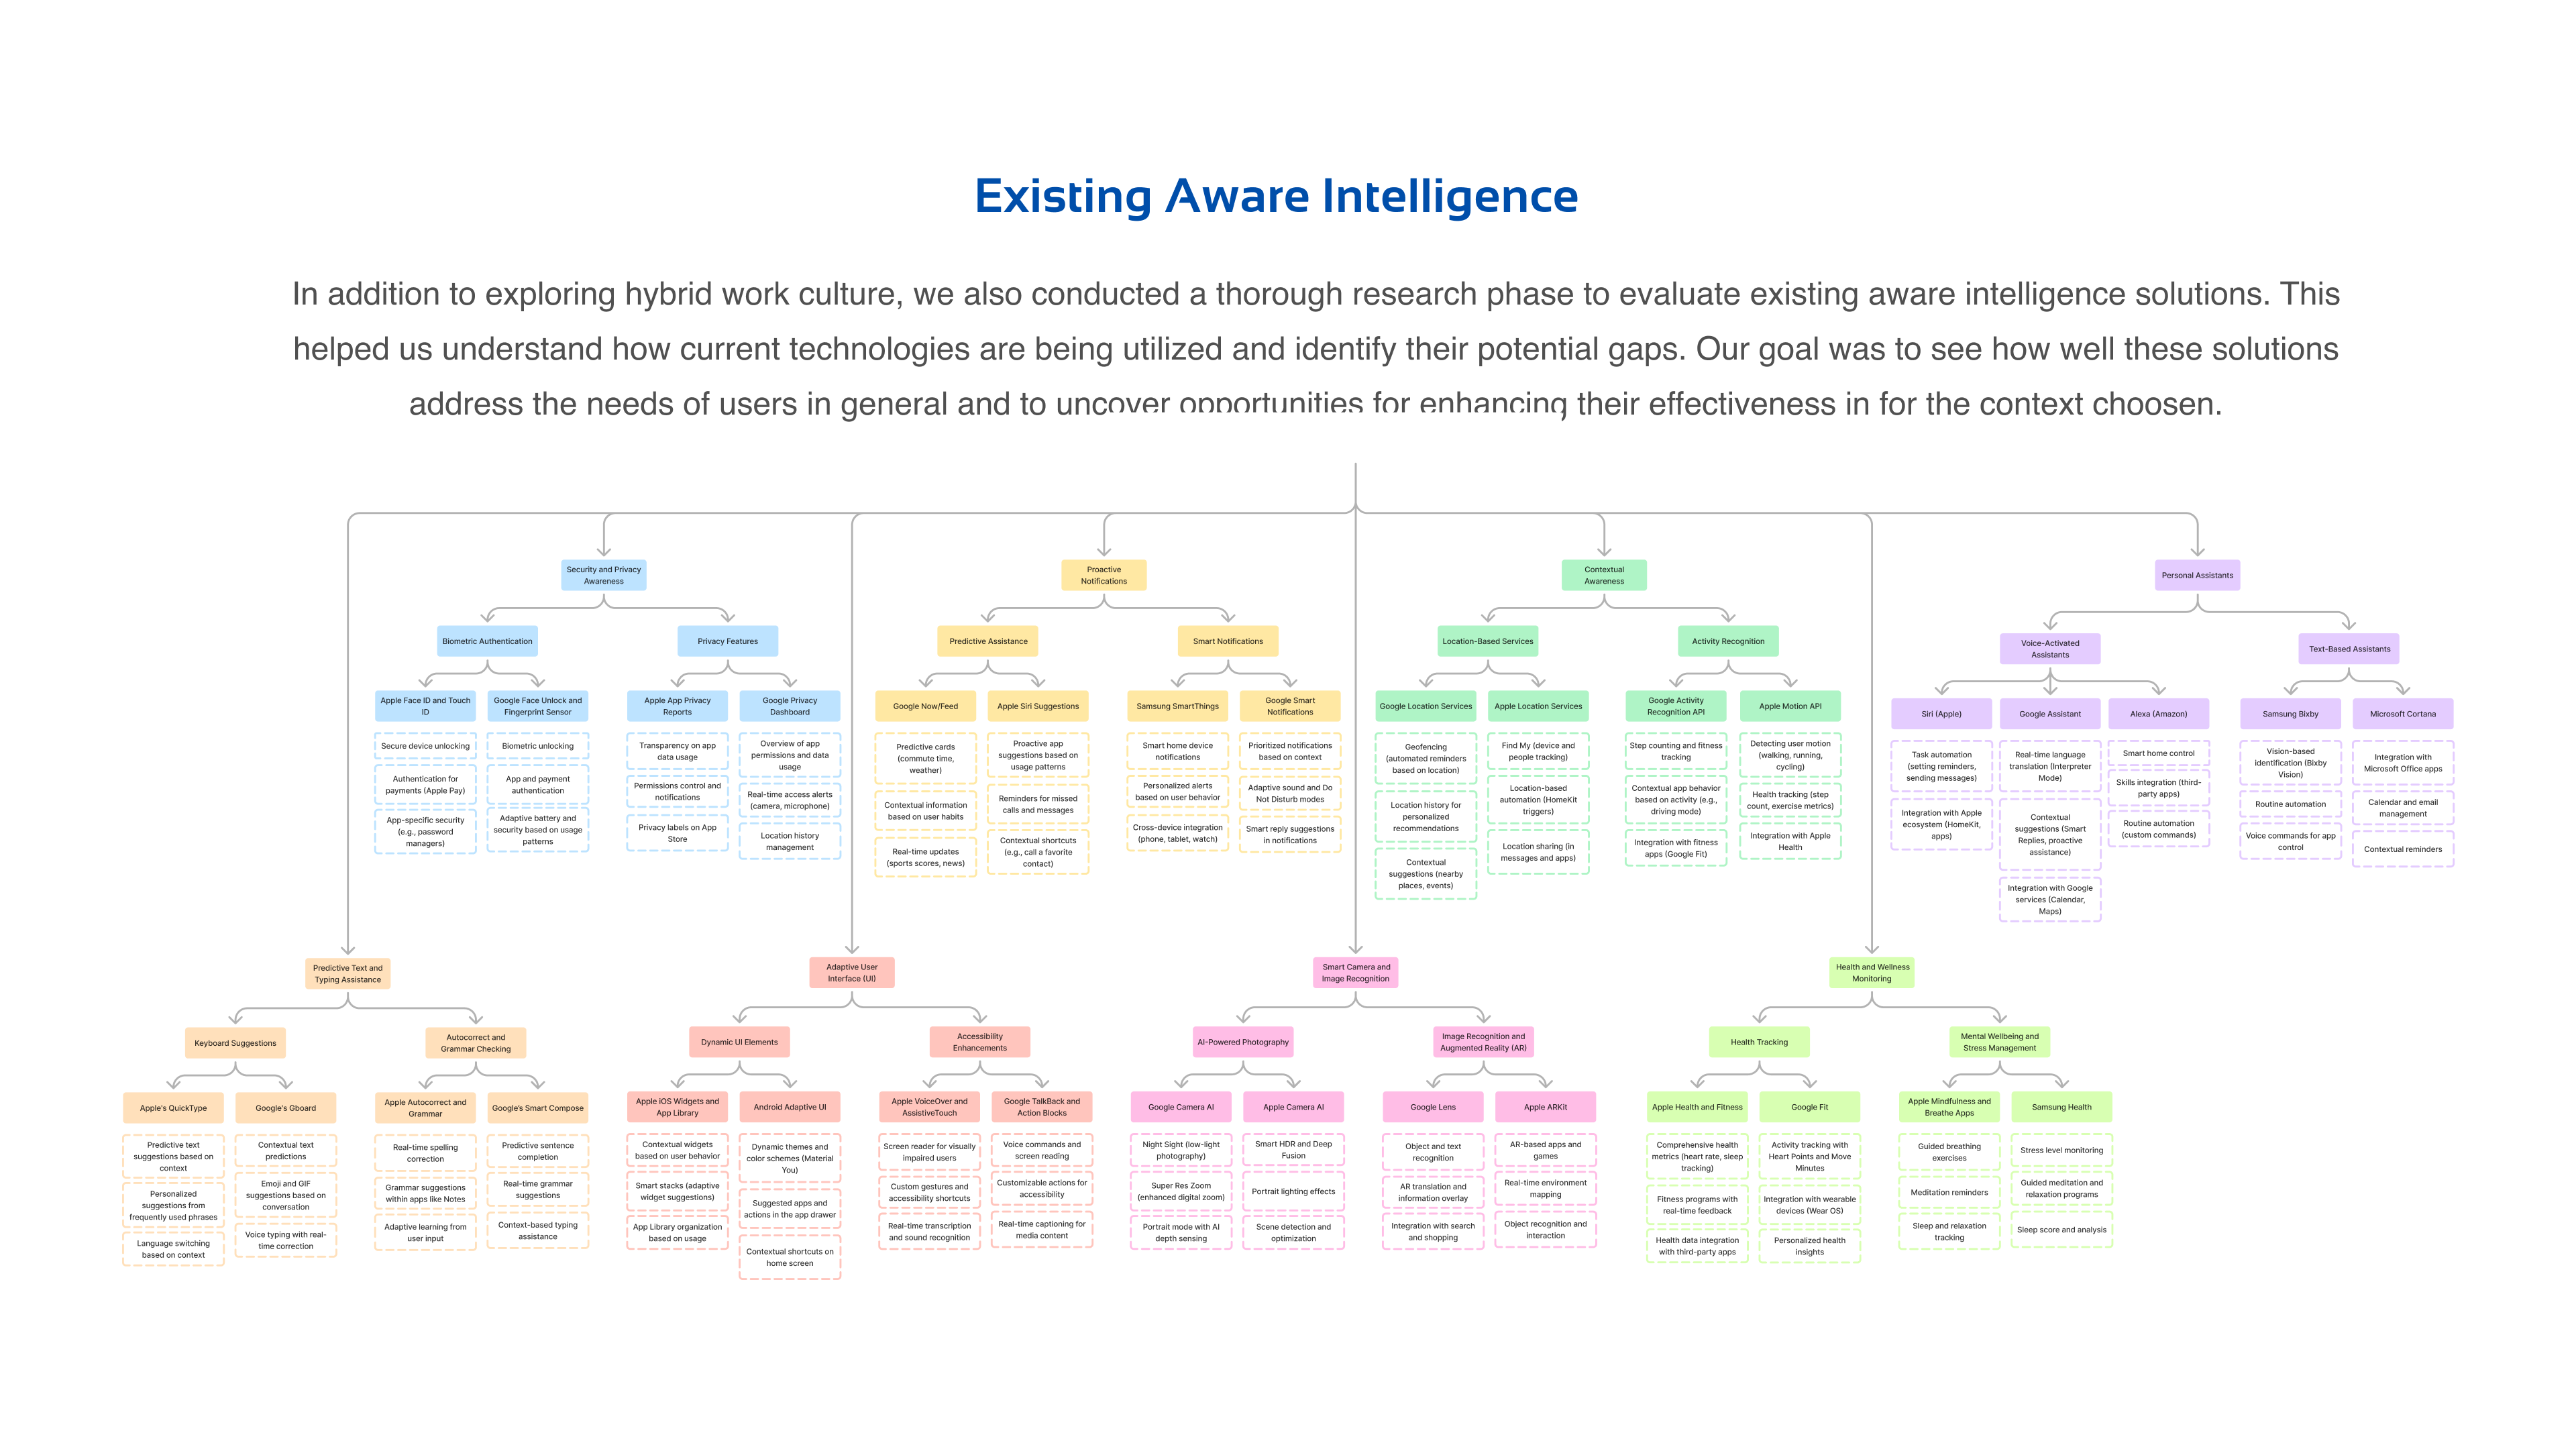 Existing Aware Intelligence
In addition to exploring hybrid work culture, we also conducted a thorough research phase to evaluate existing aware intelligence solutions. This
helped us understand how current technologies are being utilized and identify their potential gaps. Our goal was to see how well these solutions
address the needs of users in general and to uncover opportunities for enhancing their effectiveness in for the context choosen.
Security and Privacy
Awareness
Biometric Authentication
Apple Face ID and Touch
ID
Secure device unlocking
Authentication for
payments (Apple Pay)
App-specific security
(e.g., password
managers)
Google Face Unlock and
Fingerprint Sensor
Biometric unlocking
App and payment
authentication
Adaptive battery and
security based on usage
patterns
Privacy Features
Apple App Privacy
Reports
Transparency on app
data usage
Permissions control and
notifications
Privacy labels on App
Store
Google Privacy
Dashboard
Overview of app
permissions and data
usage
Real-time access alerts
(camera, microphone)
Location history
management
Proactive
Notifications
Predictive Assistance
Google Now/Feed
Predictive cards
(commute time,
weather)
Contextual information
based on user habits
Real-time updates
(sports scores, news)
Apple Siri Suggestions
Proactive app
suggestions based on
usage patterns
Reminders for missed
calls and messages
Contextual shortcuts
(e.g., call a favorite
contact)
Smart Notifications
Samsung SmartThings
Smart home device
notifications
Personalized alerts
based on user behavior
Cross-device integration
(phone, tablet, watch)
Google Smart
Notifications
Prioritized notifications
based on context
Adaptive sound and Do
Not Disturb modes
Smart reply suggestions
in notifications
Contextual
Awareness
Location-Based Services
Google Location Services
Geofencing
(automated reminders
based on location)
Location history for
personalized
recommendations
Contextual
suggestions (nearby
places, events)
Apple Location Services
Find My (device and
people tracking)
Location-based
automation (HomeKit
triggers)
Location sharing (in
messages and apps)
Activity Recognition
Google Activity
Recognition API
Step counting and fitness
tracking
Contextual app behavior
based on activity (e.g.,
driving mode)
Integration with fitness
apps (Google Fit)
Apple Motion API
Detecting user motion
(walking, running,
cycling)
Health tracking (step
count, exercise metrics)
Integration with Apple
Health
Personal Assistants
Voice-Activated
Assistants
Siri (Apple)
Task automation
(setting reminders,
sending messages)
Integration with Apple
ecosystem (HomeKit,
apps)
Google Assistant
Real-time language
translation (Interpreter
Mode)
Contextual
suggestions (Smart
Replies, proactive
assistance)
Integration with Google
services (Calendar,
Maps)
Alexa (Amazon)
Smart home control
Skills integration (third-
party apps)
Routine automation
(custom commands)
Text-Based Assistants
Samsung Bixby
Vision-based
identification (Bixby
Vision)
Routine automation
Voice commands for app
control
Microsoft Cortana
Integration with
Microsoft Office apps
Calendar and email
management
Contextual reminders
Predictive Text and
Typing Assistance
Keyboard Suggestions
Apple's QuickType
Predictive text
suggestions based on
context
Personalized
suggestions from
frequently used phrases
Language switching
based on context
Google's Gboard
Contextual text
predictions
Emoji and GIF
suggestions based on
conversation
Voice typing with real-
time correction
Autocorrect and
Grammar Checking
Apple Autocorrect and
Grammar
Real-time spelling
correction
Grammar suggestions
within apps like Notes
Adaptive learning from
user input
Google's Smart Compose
Predictive sentence
completion
Real-time grammar
suggestions
Context-based typing
assistance
Adaptive User
Interface (UI)
Dynamic UI Elements
Apple iOS Widgets and
App Library
Contextual widgets
based on user behavior
Smart stacks (adaptive
widget suggestions)
App Library organization
based on usage
Android Adaptive UI
Dynamic themes and
color schemes (Material
You)
Suggested apps and
actions in the app drawer
Contextual shortcuts on
home screen
Accessibility
Enhancements
Apple VoiceOver and
AssistiveTouch
Screen reader for visually
impaired users
Custom gestures and
accessibility shortcuts
Real-time transcription
and sound recognition
Google TalkBack and
Action Blocks
Voice commands and
screen reading
Customizable actions for
accessibility
Real-time captioning for
media content
Smart Camera and
Image Recognition
AI-Powered Photography
Google Camera AI
Night Sight (low-light
photography)
Super Res Zoom
(enhanced digital zoom)
Portrait mode with AI
depth sensing
Apple Camera AI
Smart HDR and Deep
Fusion
Portrait lighting effects
Scene detection and
optimization
Image Recognition and
Augmented Reality (AR)
Google Lens
Object and text
recognition
AR translation and
information overlay
Integration with search
and shopping
Apple ARKit
AR-based apps and
games
Real-time environment
mapping
Object recognition and
interaction
Health and Wellness
Monitoring
Health Tracking
Apple Health and Fitness
Comprehensive health
metrics (heart rate, sleep
tracking)
Fitness programs with
real-time feedback
Health data integration
with third-party apps
Google Fit
Activity tracking with
Heart Points and Move
Minutes
Integration with wearable
devices (Wear OS)
Personalized health
insights
Mental Wellbeing and
Stress Management
Apple Mindfulness and
Breathe Apps
Guided breathing
exercises
Meditation reminders
Sleep and relaxation
tracking
Samsung Health
Stress level monitoring
Guided meditation and
relaxation programs
Sleep score and analysis